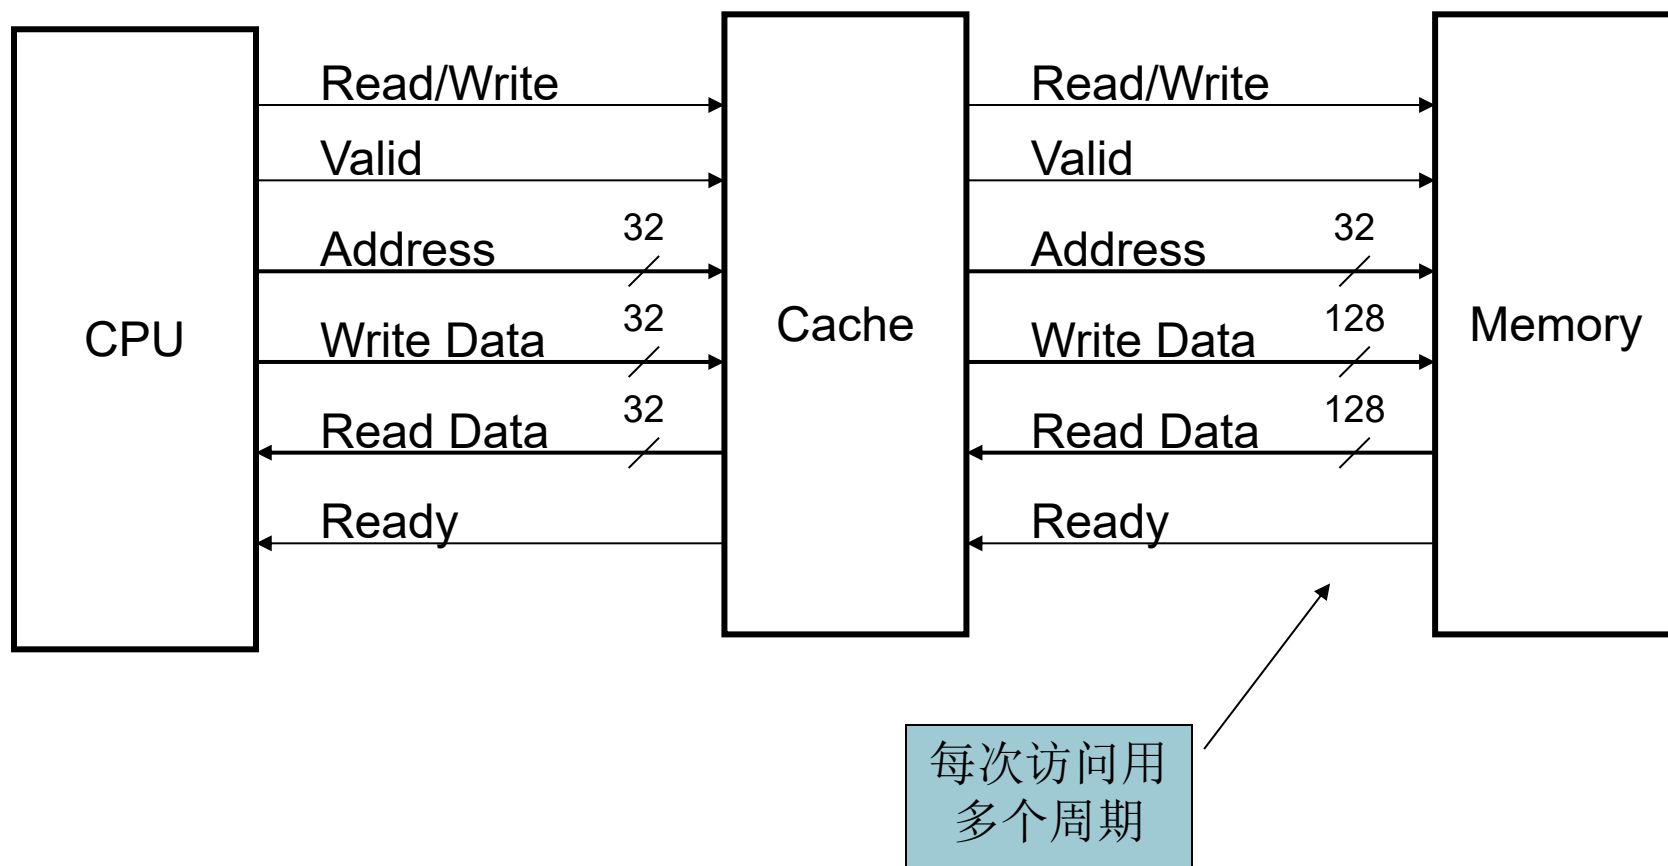 CPU
Read/Write
Valid
Address 32
Write Data 32
Read Data 32
Ready
Cache
Read/Write
Valid
Address 32
Write Data 128
Read Data 128
Ready
Memory
每次访问用
多个周期